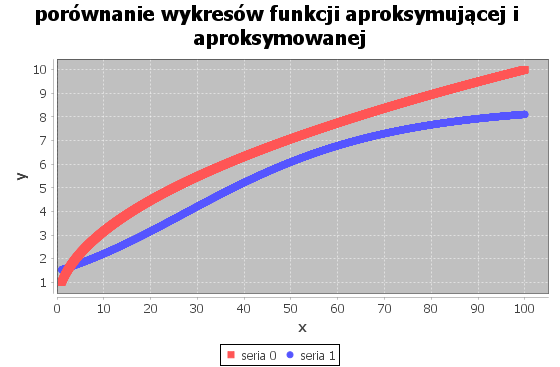 porównanie wykresów funkcji aproksymującej i
aproksymowanej
10
9
8
7
6
5
4
3
2
1
y
0 10 20 30 40 50 60 70 80 90 100
x
seria 0 seria 1